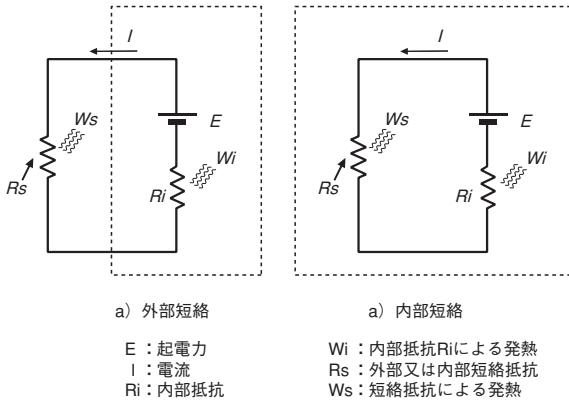 I
I
Ws
E
Ws
E
Wi
Wi
Rs
Ri
Rs
Ri
a）外部短絡
a）内部短絡
E ：起電力
I ：電流
Ri：内部抵抗
Wi ：内部抵抗Riによる発熱
Rs：外部又は内部短絡抵抗
Ws：短絡抵抗による発熱